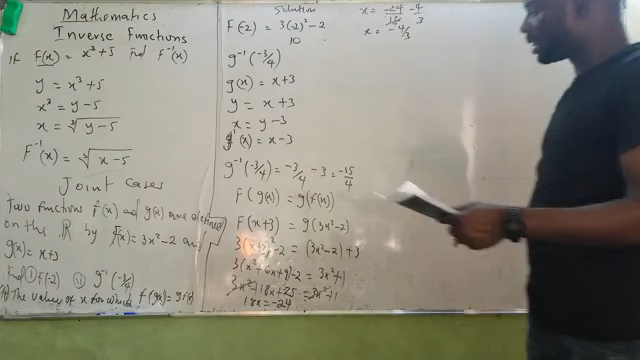 Mathematics
Inverse Functions
If F(x) = x³+5 Find F⁻¹(x)
y = x³+5
x³ = y-5
x = ∛y-5
F⁻¹(x) = ∛x-5
Joint Cases
Two functions f(x) and g(x) are defined
on the R by f(x) = 3x²-2 and
g(x) = x+3
Find (i) F(-2) (ii) g⁻¹(-3/4)
The value of x for which f(g(x)) = g(f(x))
Solution
F(-2) = 3(-2)²-2
10
g⁻¹(-3/4)
g(x) = x+3
y = x+3
x = y-3
g⁻¹(x) = x-3
g⁻¹(-3/4) = -3/4 - 3 = -15/4
F(g(x)) = g(f(x))
F(x+3) = g(3x²-2)
3(x+3)²-2 = (3x²-2)+3
3(x²+6x+9)-2 = 3x²+1
3x²+18x+25 = 3x²+1
18x = -24
x = -24/18 -4/3
x = -4/3